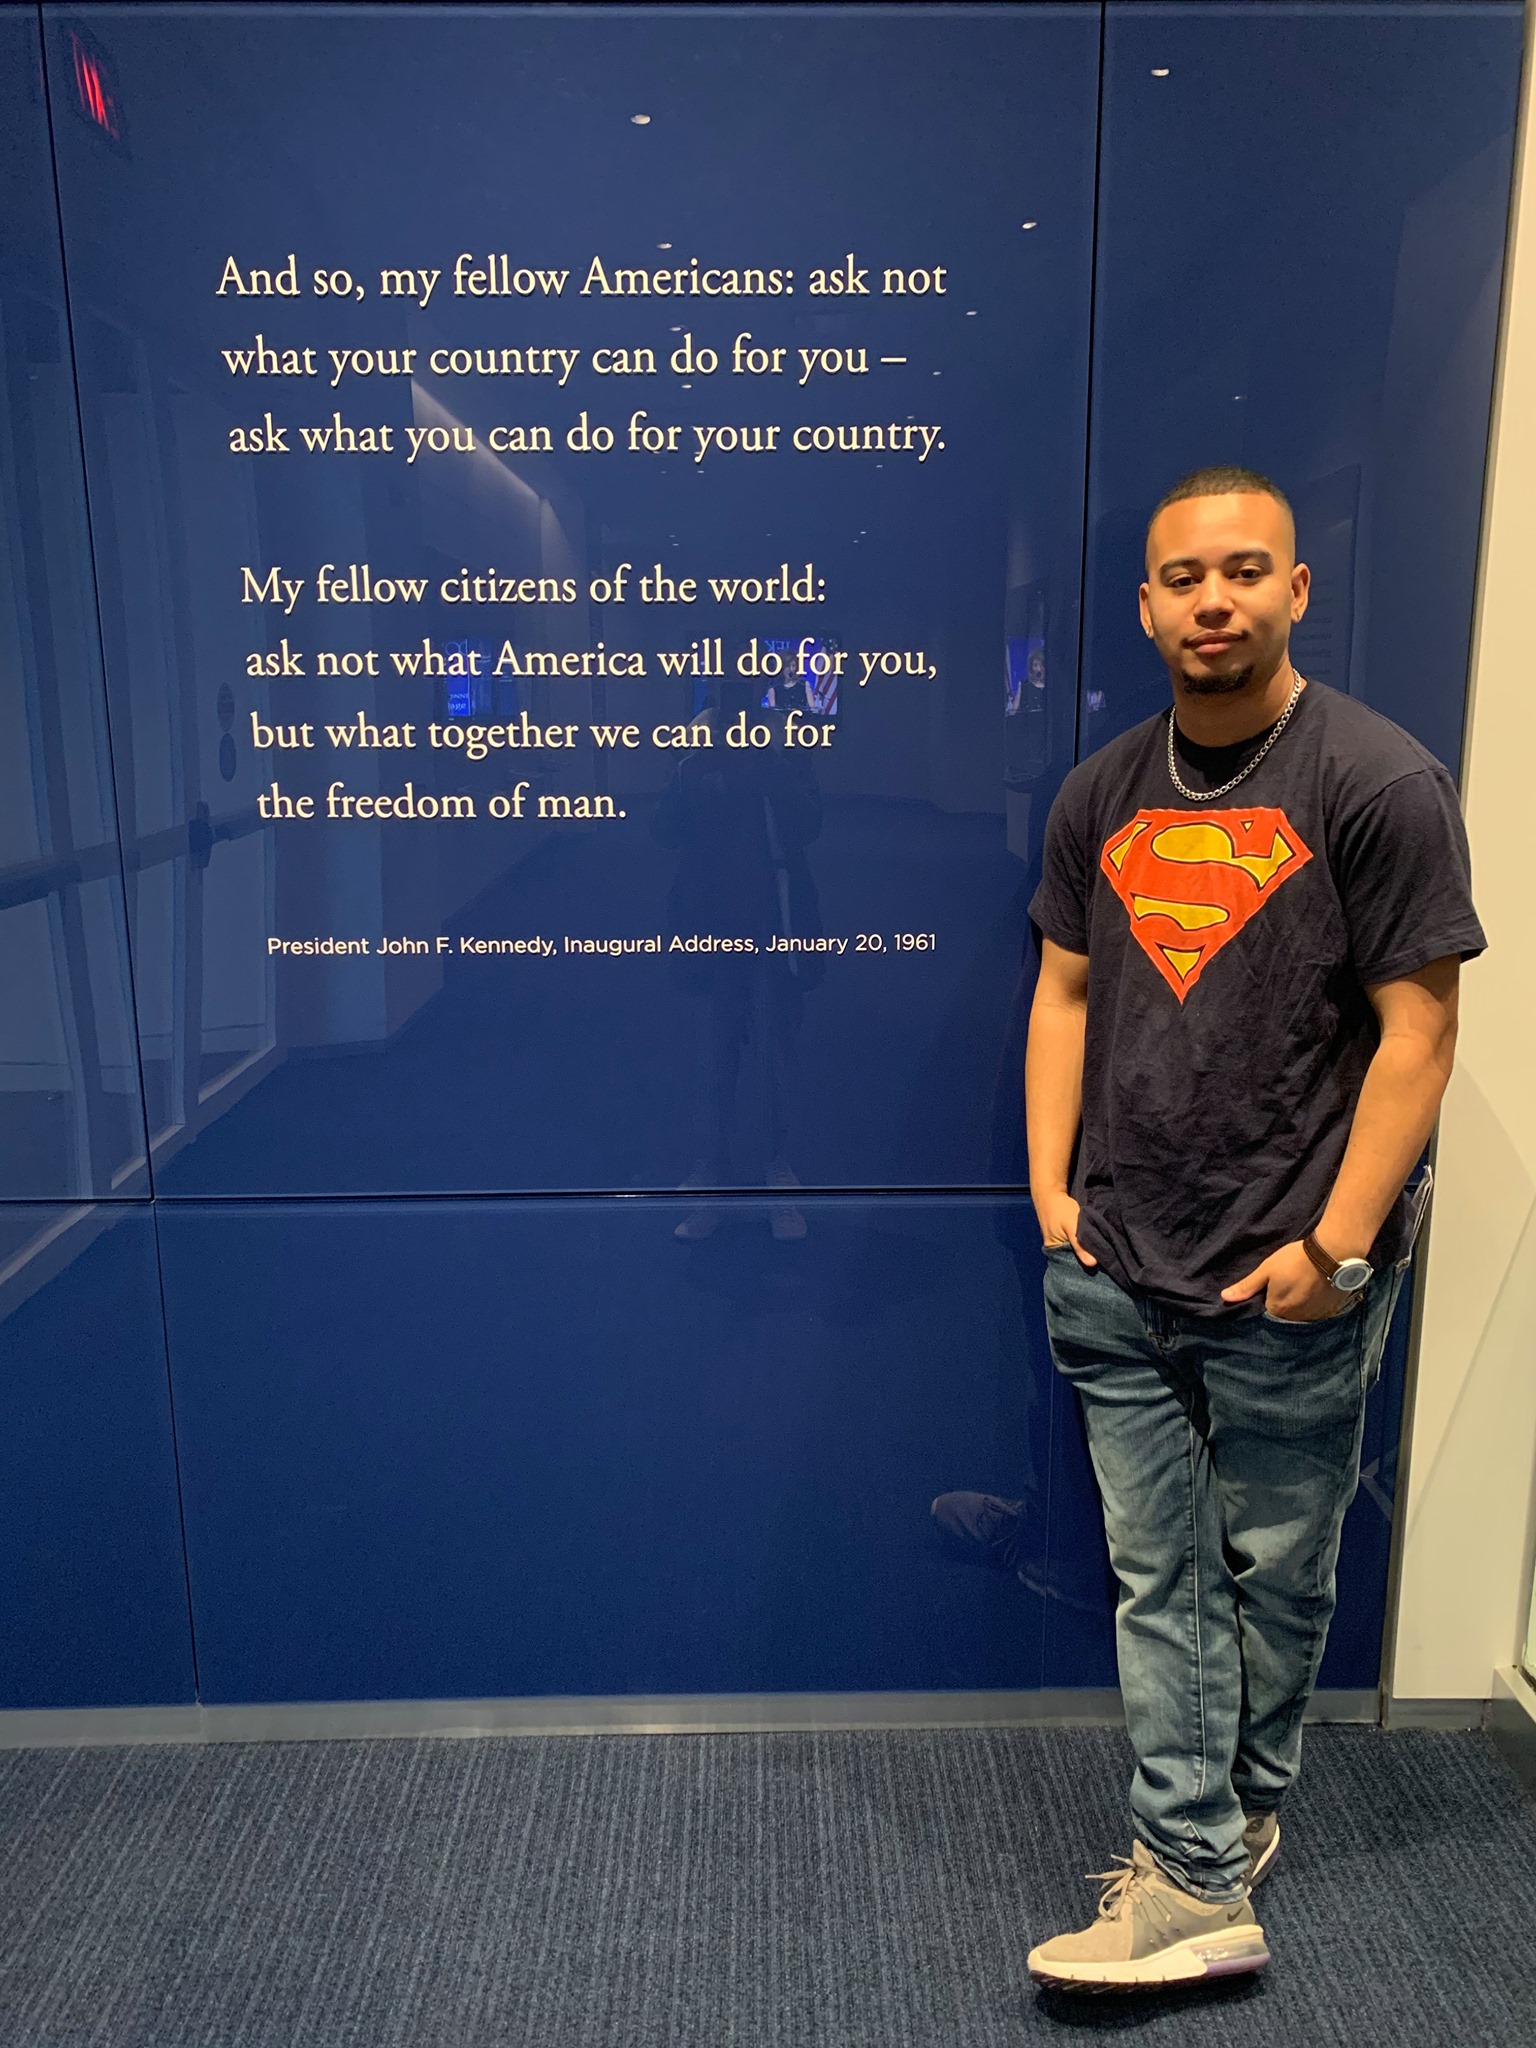 And so, my fellow Americans: ask not
what your country can do for you –
ask what you can do for your country.
My fellow citizens of the world:
ask not what America will do for you,
but what together we can do for
the freedom of man.
President John F. Kennedy, Inaugural Address, January 20, 1961
S